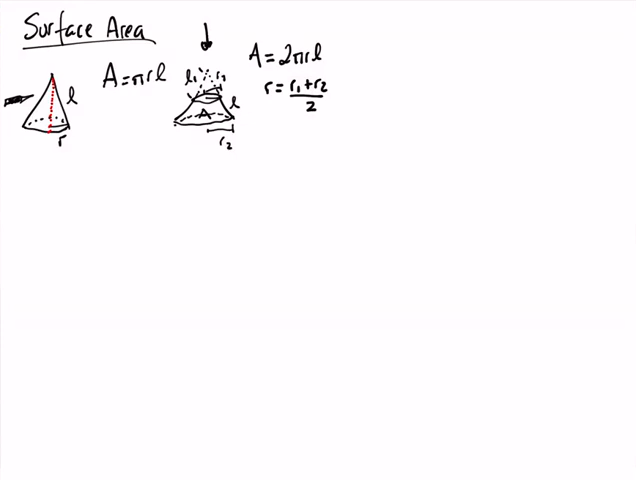 Surface Area
A = πrl
l
r
l₁
r₁
l
A
r₂
A = 2πrl
r = r₁+r₂
2